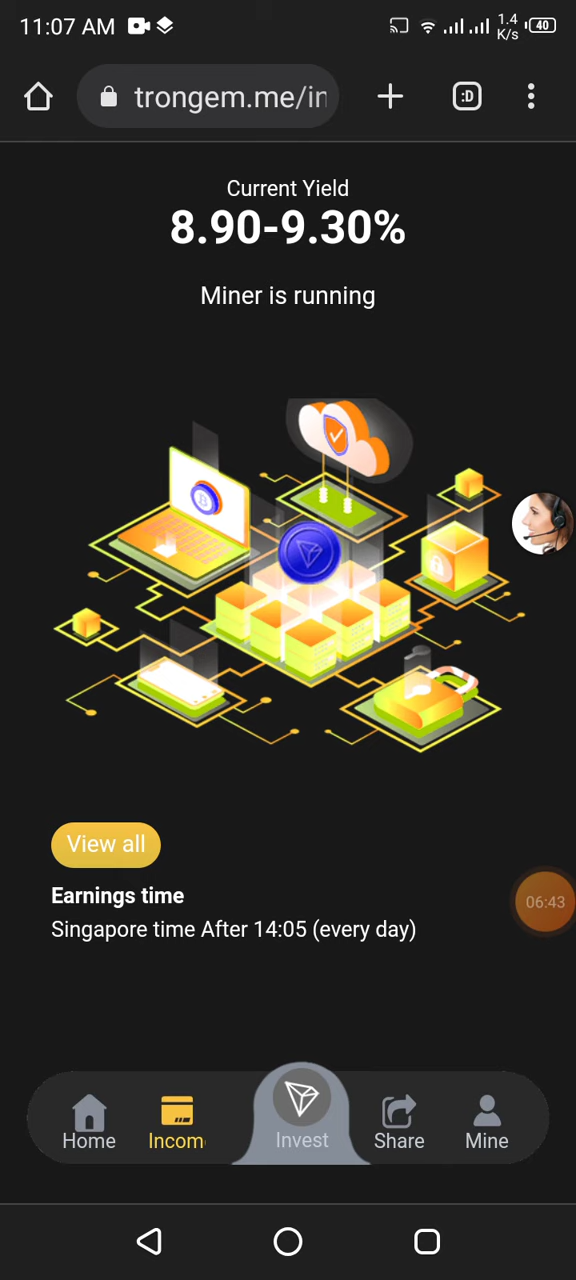 11:07 AM
1.4
K/s
40
trongem.me/in
:D
Current Yield
8.90-9.30%
Miner is running
View all
Earnings time
06:43
Singapore time After 14:05 (every day)
Home
Incom
Invest
Share
Mine